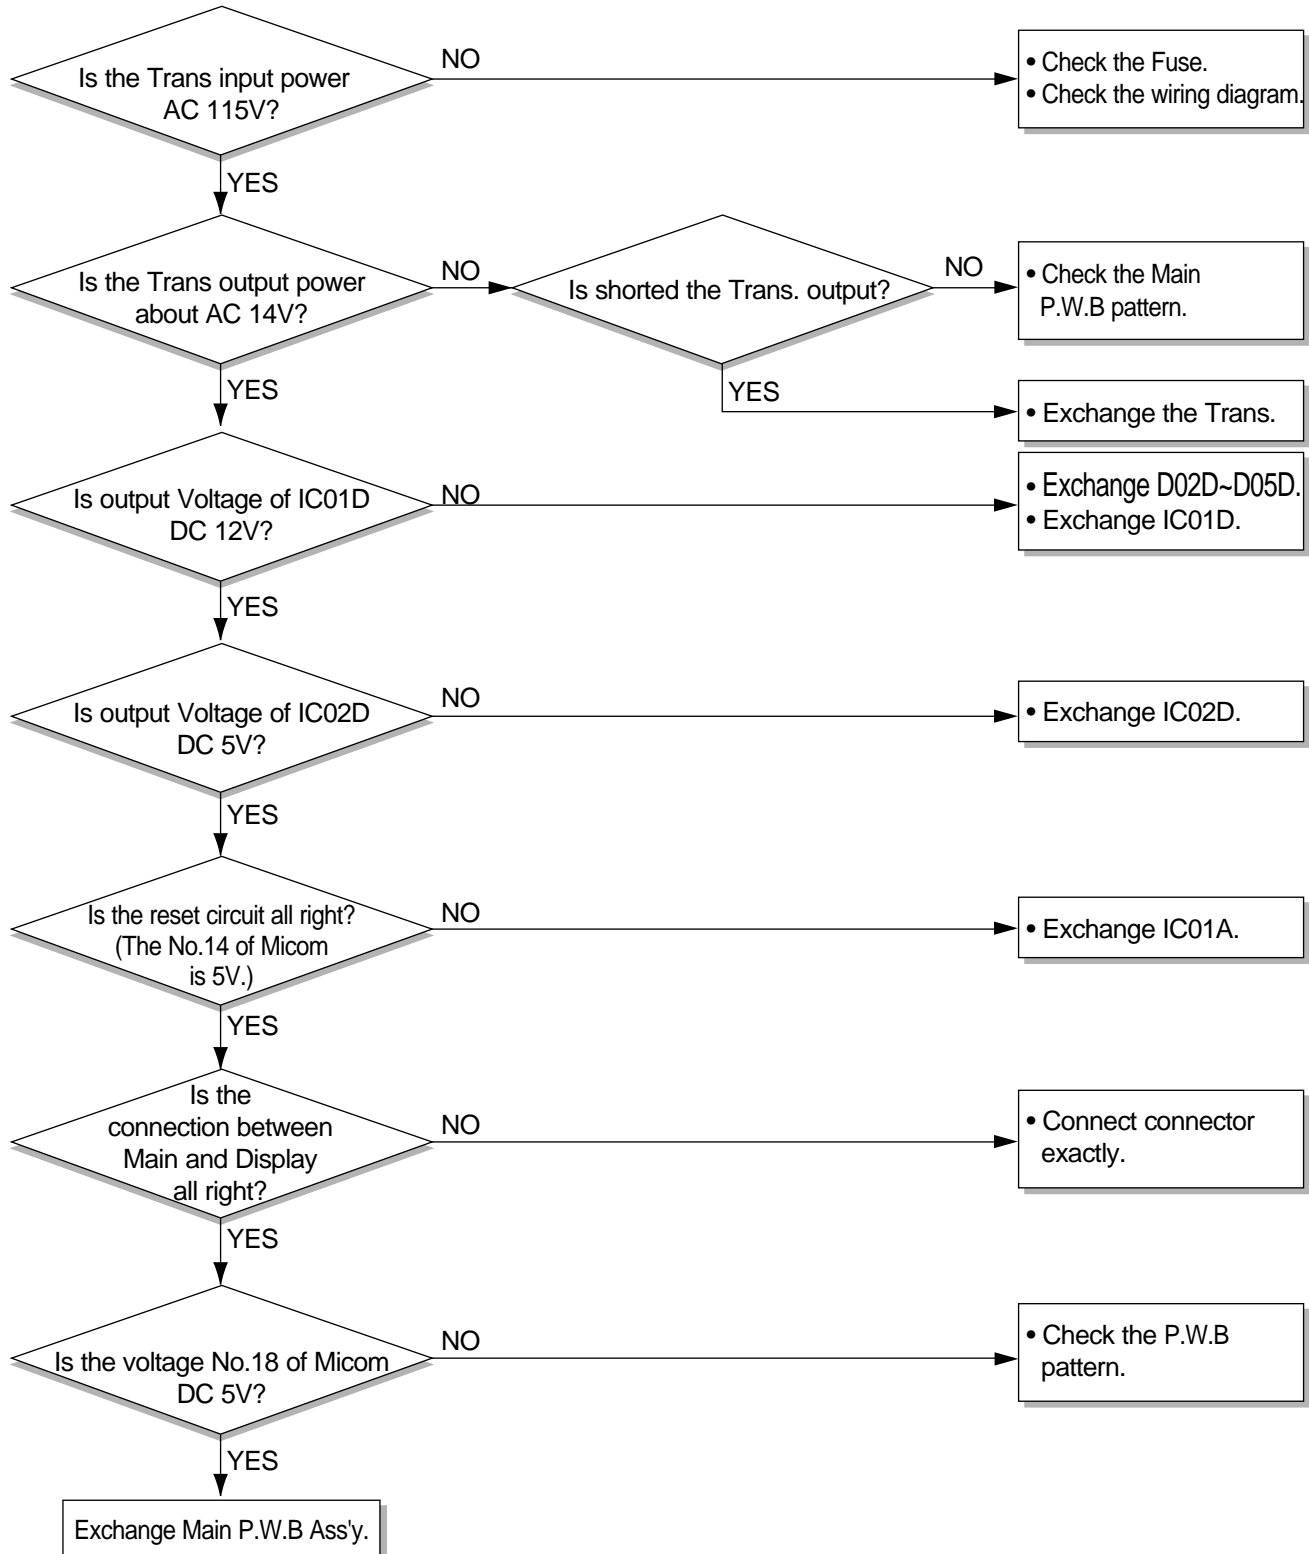 Is the Trans input power
AC 115V?
NO
• Check the Fuse.
• Check the wiring diagram.
YES
Is the Trans output power
about AC 14V?
NO
Is shorted the Trans. output?
NO
• Check the Main
P.W.B pattern.
YES
YES
• Exchange the Trans.
Is output Voltage of IC01D
DC 12V?
NO
• Exchange D02D~D05D.
• Exchange IC01D.
YES
Is output Voltage of IC02D
DC 5V?
NO
• Exchange IC02D.
YES
Is the reset circuit all right?
(The No.14 of Micom
is 5V.)
NO
• Exchange IC01A.
YES
Is the
connection between
Main and Display
all right?
NO
• Connect connector
exactly.
YES
Is the voltage No.18 of Micom
DC 5V?
NO
• Check the P.W.B
pattern.
YES
Exchange Main P.W.B Ass'y.